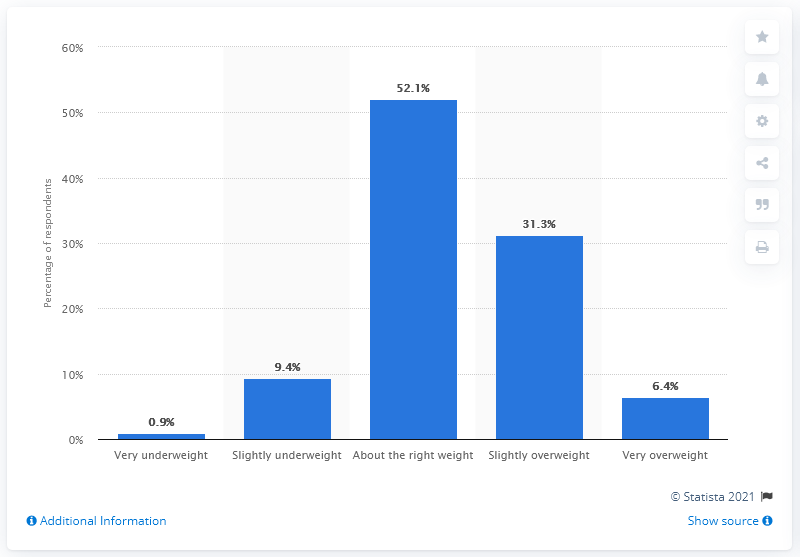 60%
50%
40%
30%
20%
10%
0%
Percentage of respondents
0.9%
9.4%
52.1%
31.3%
6.4%
Very underweight
Slightly underweight
About the right weight
Slightly overweight
Very overweight
© Statista 2021
Additional Information
Show source